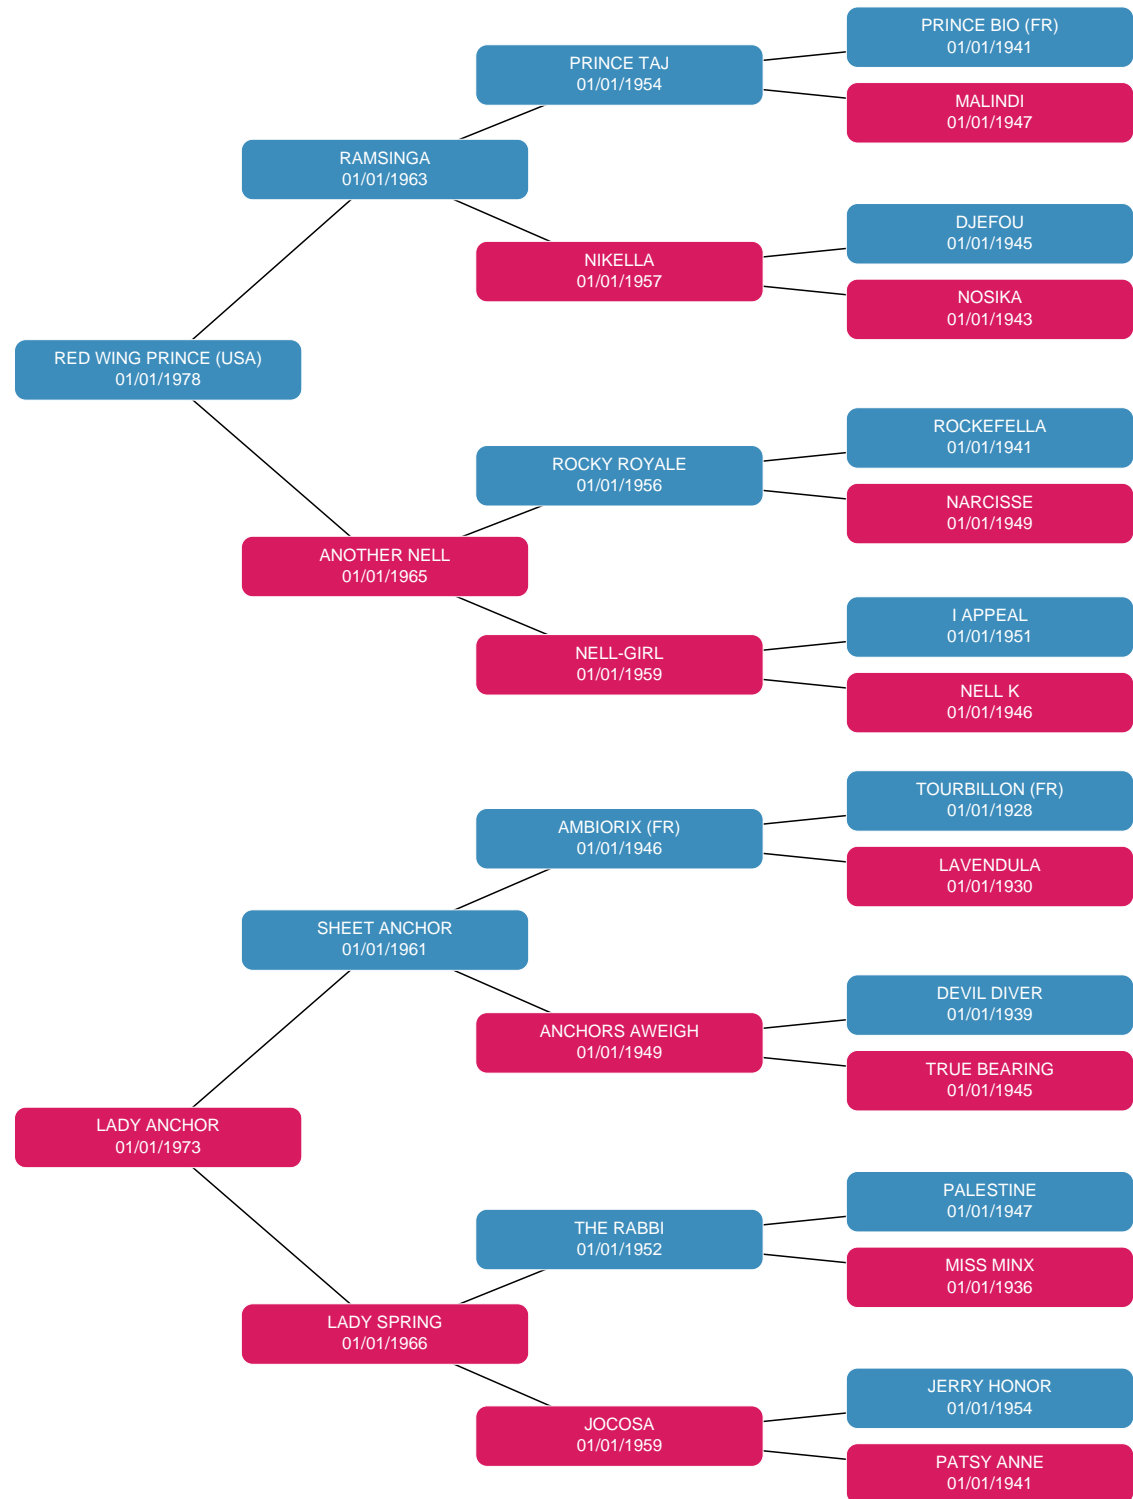 PRINCE BIO (FR)
01/01/1941
PRINCE TAJ
01/01/1954
MALINDI
01/01/1947
RAMSINGA
01/01/1963
DJEFOU
01/01/1945
NIKELLA
01/01/1957
NOSIKA
01/01/1943
RED WING PRINCE (USA)
01/01/1978
ROCKEFELLA
01/01/1941
ROCKY ROYALE
01/01/1956
NARCISSE
01/01/1949
ANOTHER NELL
01/01/1965
I APPEAL
01/01/1951
NELL-GIRL
01/01/1959
NELL K
01/01/1946
TOURBILLON (FR)
01/01/1928
AMBIORIX (FR)
01/01/1946
LAVENDULA
01/01/1930
SHEET ANCHOR
01/01/1961
DEVIL DIVER
01/01/1939
ANCHORS AWEIGH
01/01/1949
TRUE BEARING
01/01/1945
LADY ANCHOR
01/01/1973
PALESTINE
01/01/1947
THE RABBI
01/01/1952
MISS MINX
01/01/1936
LADY SPRING
01/01/1966
JERRY HONOR
01/01/1954
JOCOSA
01/01/1959
PATSY ANNE
01/01/1941